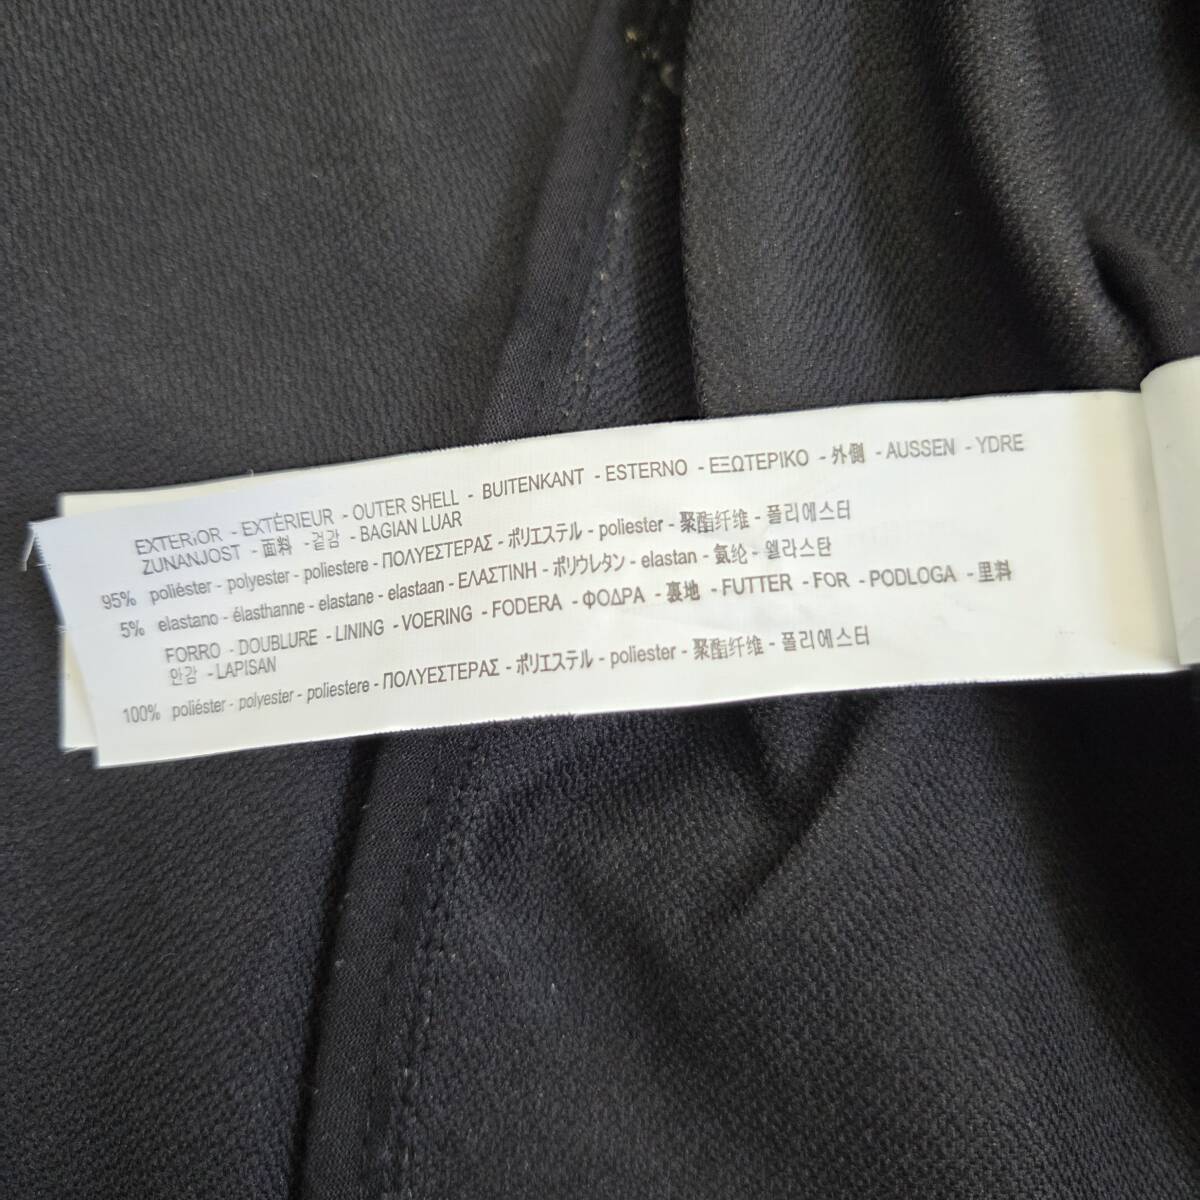 EXTERIOR - EXTÉRIEUR - OUTER SHELL - BUITENKANT - ESTERNO - ΕΞΩΤΕΡΙΚΟ - 外側 - AUSSEN - YDRE
ZUNANJOST - 面料 - 겉감 - BAGIAN LUAR
95% poliéster - polyester - poliestere - ΠΟΛΥΕΣΤΕΡΑΣ - ポリエステル - poliester - 聚酯纤维 - 폴리에스터
5% elastano - élasthanne - elastane - elastaan - ΕΛΑΣΤΙΝΗ - ポリウレタン - elastan - 氨纶 - 엘라스탄
FORRO - DOUBLURE - LINING - VOERING - FODERA - ΦΟΔΡΑ - 裏地 - FUTTER - FOR - PODLOGA - 里料
안감 - LAPISAN
100% poliéster - polyester - poliestere - ΠΟΛΥΕΣΤΕΡΑΣ - ポリエステル - poliester - 聚酯纤维 - 폴리에스터